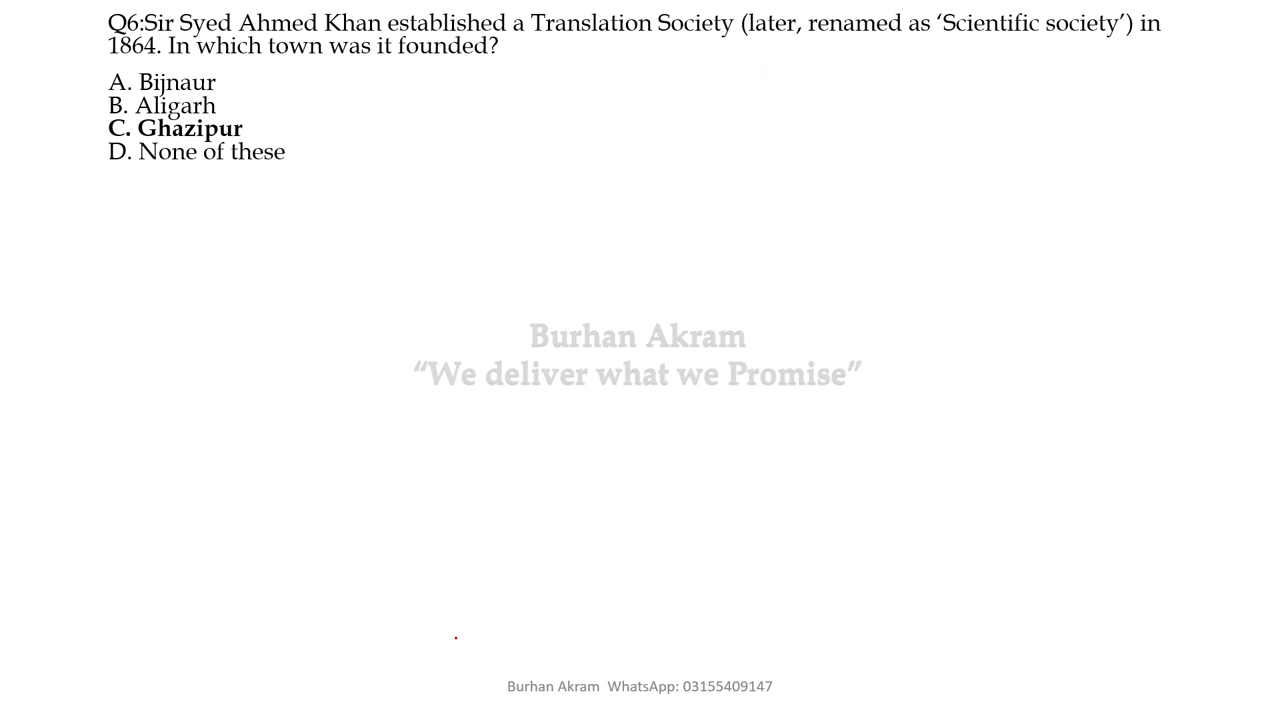 Q6:Sir Syed Ahmed Khan established a Translation Society (later, renamed as ‘Scientific society’) in
1864. In which town was it founded?
A. Bijnaur
B. Aligarh
C. Ghazipur
D. None of these
Burhan Akram
“We deliver what we Promise”
Burhan Akram  WhatsApp: 03155409147